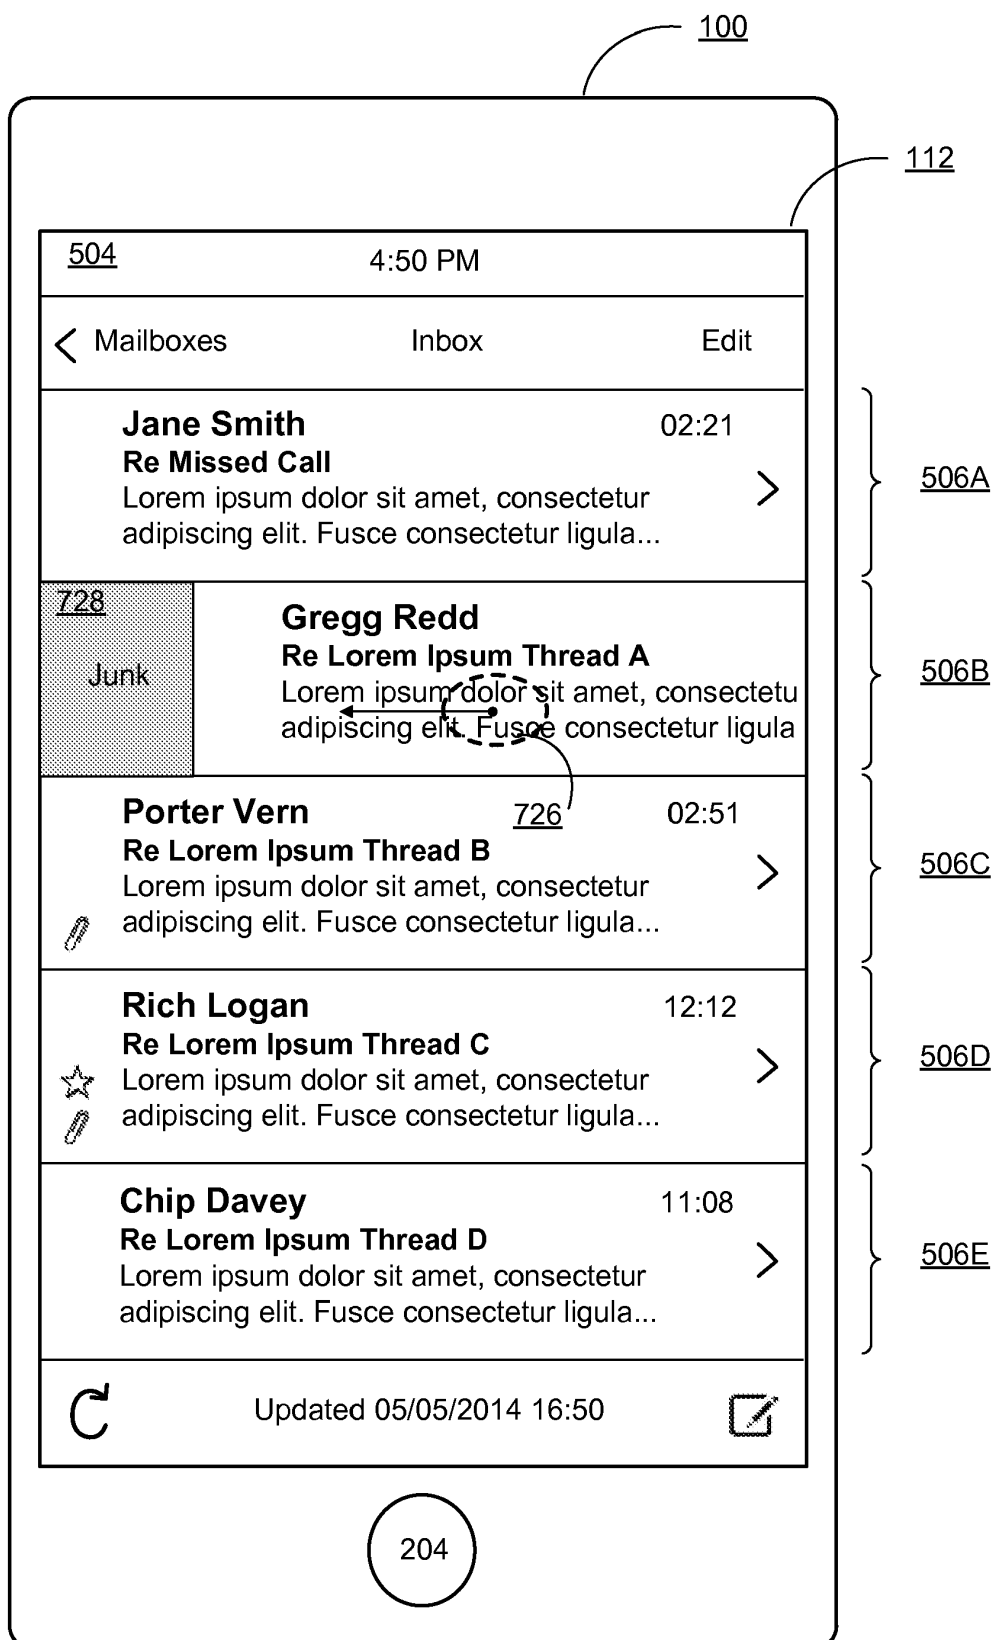 100
112
504 4:50 PM
Mailboxes Inbox Edit
Jane Smith 02:21
Re Missed Call
Lorem ipsum dolor sit amet, consectetur
adipiscing elit. Fusce consectetur ligula...
506A
728
Junk
Gregg Redd
Re Lorem Ipsum Thread A
Lorem ipsum dolor sit amet, consectetu
adipiscing elit. Fusce consectetur ligula
506B
726
Porter Vern 02:51
Re Lorem Ipsum Thread B
Lorem ipsum dolor sit amet, consectetur
adipiscing elit. Fusce consectetur ligula...
506C
Rich Logan 12:12
Re Lorem Ipsum Thread C
Lorem ipsum dolor sit amet, consectetur
adipiscing elit. Fusce consectetur ligula...
506D
Chip Davey 11:08
Re Lorem Ipsum Thread D
Lorem ipsum dolor sit amet, consectetur
adipiscing elit. Fusce consectetur ligula...
506E
Updated 05/05/2014 16:50
204